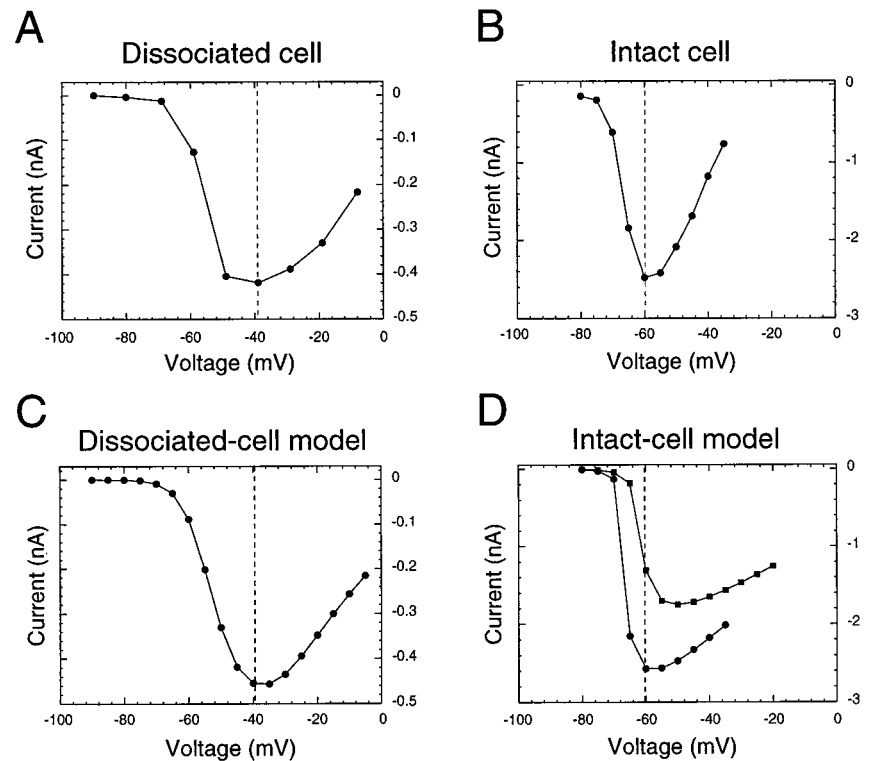 A
Dissociated cell
Current (nA)
0
-0.1
-0.2
-0.3
-0.4
-0.5
-100
-80
-60
-40
-20
0
Voltage (mV)
B
Intact cell
Current (nA)
0
-1
-2
-3
-100
-80
-60
-40
-20
0
Voltage (mV)
C
Dissociated-cell model
Current (nA)
0
-0.1
-0.2
-0.3
-0.4
-0.5
-100
-80
-60
-40
-20
0
Voltage (mV)
D
Intact-cell model
Current (nA)
0
-1
-2
-3
-100
-80
-60
-40
-20
0
Voltage (mV)